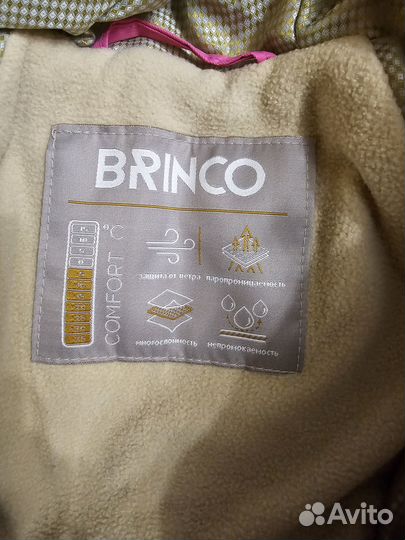 BRINCO
°C
COMFORT
защита от ветра
паропроницаемость
многослойность
непромокаемость
Avito